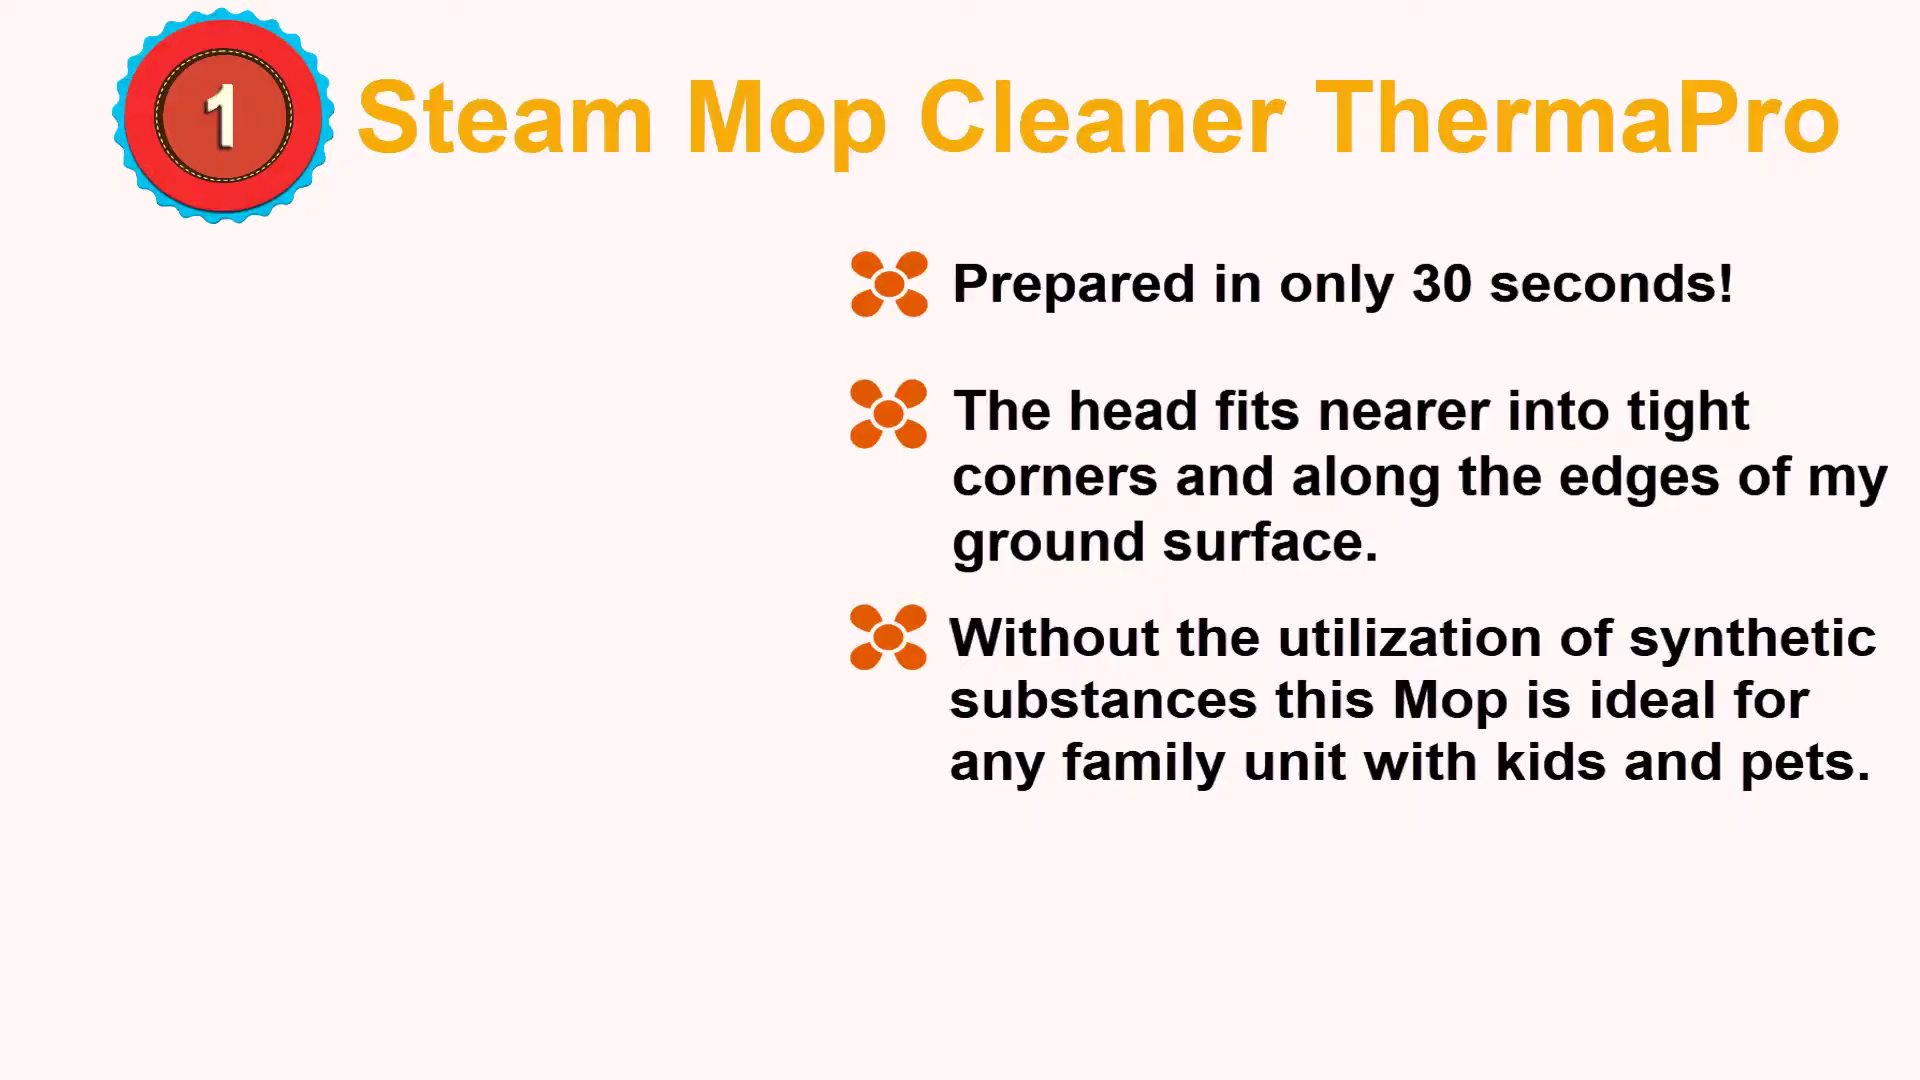 1
Steam Mop Cleaner ThermaPro
Prepared in only 30 seconds!
The head fits nearer into tight
corners and along the edges of my
ground surface.
Without the utilization of synthetic
substances this Mop is ideal for
any family unit with kids and pets.